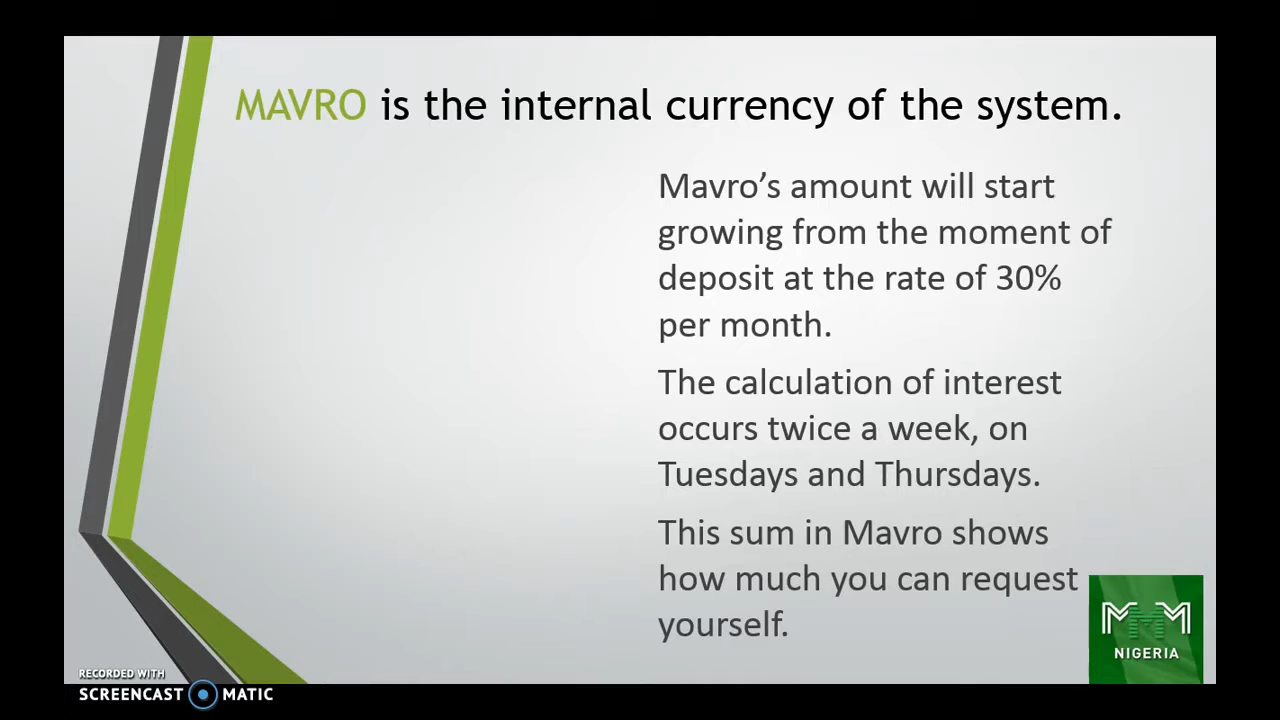 MAVRO is the internal currency of the system.
Mavro’s amount will start
growing from the moment of
deposit at the rate of 30%
per month.
The calculation of interest
occurs twice a week, on
Tuesdays and Thursdays.
This sum in Mavro shows
how much you can request
yourself.
MMM
NIGERIA
RECORDED WITH
SCREENCAST MATIC